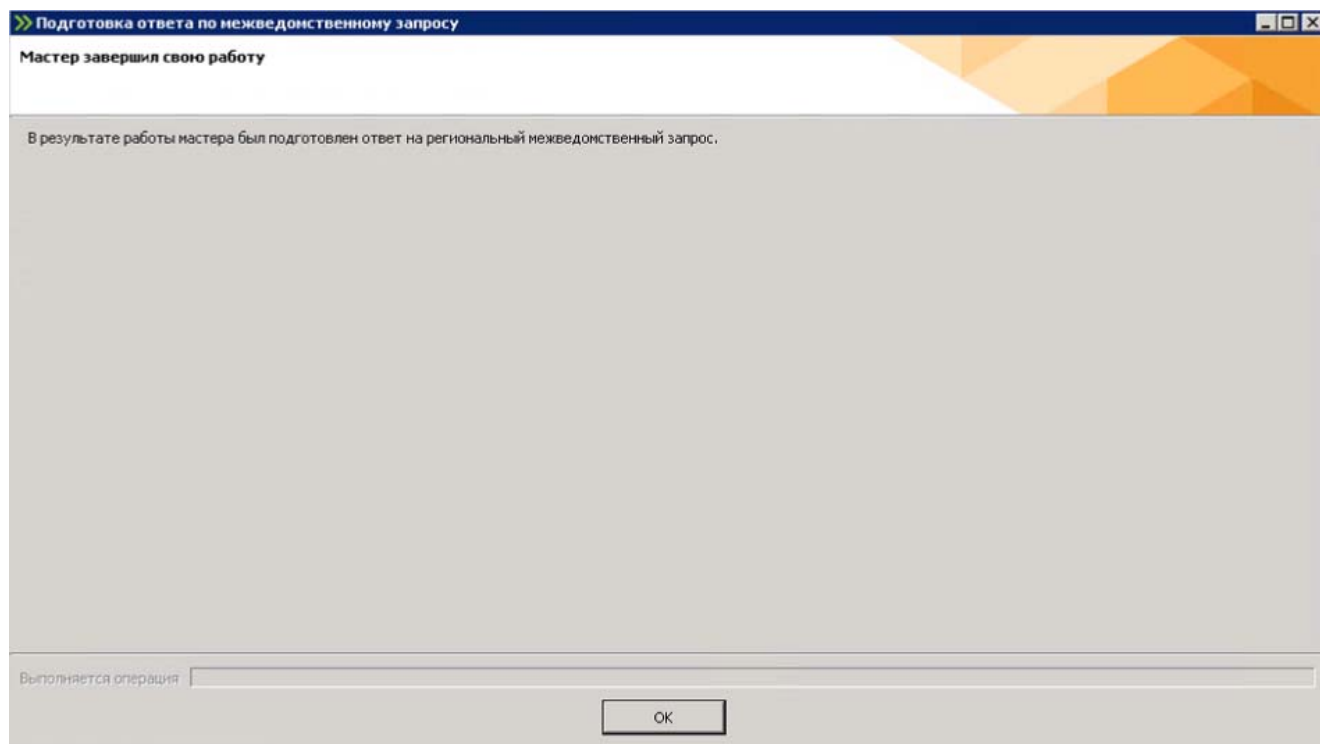 Подготовка ответа по межведомственному запросу
Мастер завершил свою работу
В результате работы мастера был подготовлен ответ на региональный межведомственный запрос.
Выполняется операция
OK